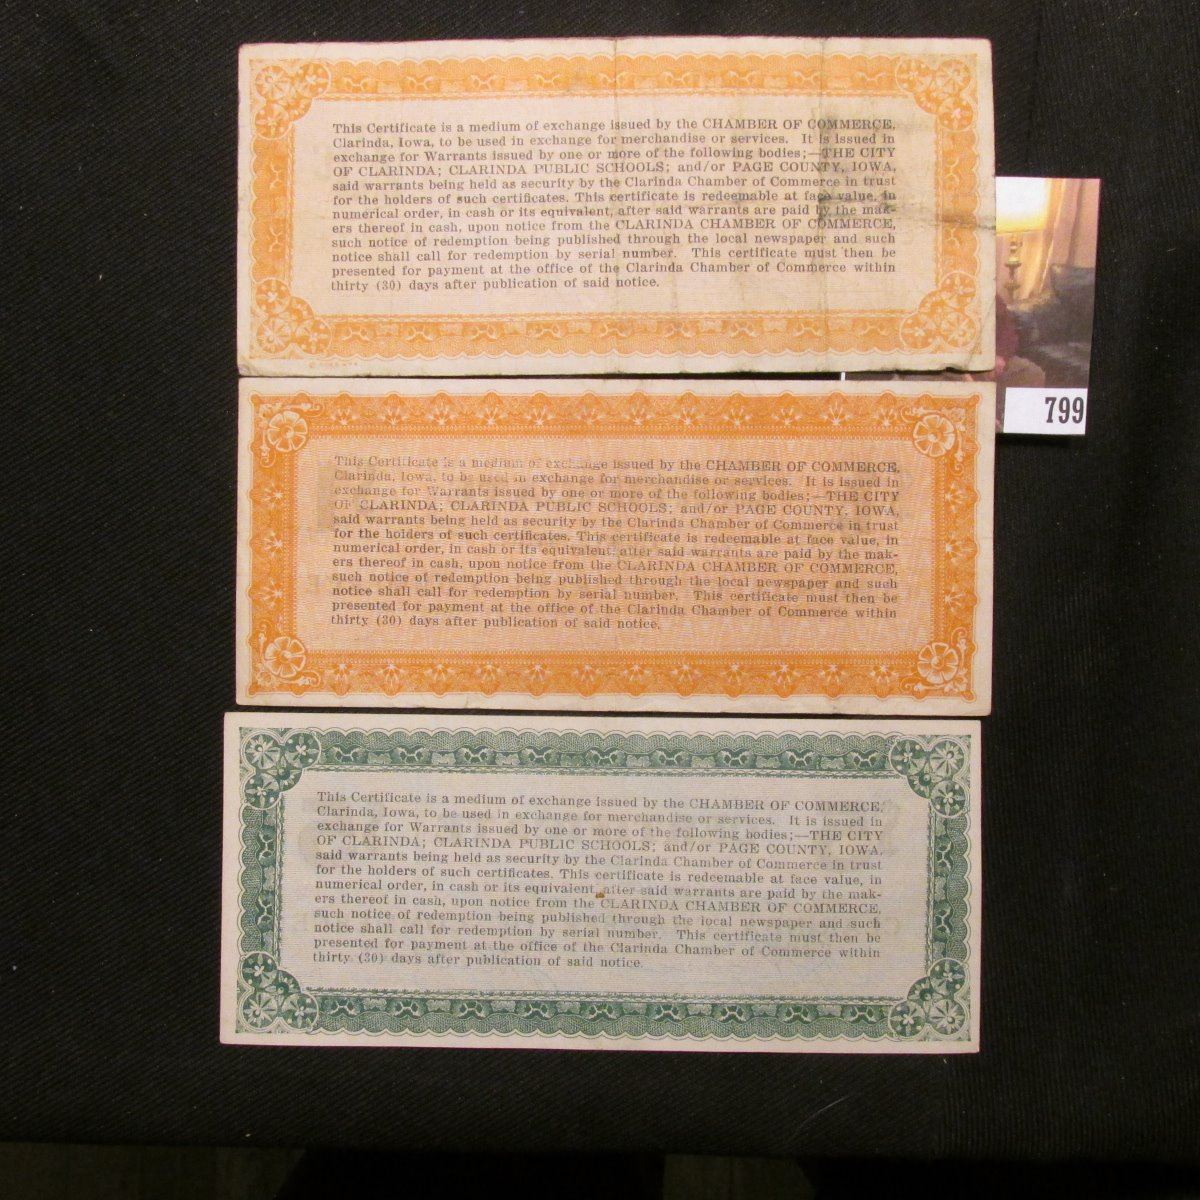 This Certificate is a medium of exchange issued by the CHAMBER OF COMMERCE,
Clarinda, Iowa, to be used in exchange for merchandise or services. It is issued in
exchange for Warrants issued by one or more of the following bodies;—THE CITY
OF CLARINDA; CLARINDA PUBLIC SCHOOLS; and/or PAGE COUNTY, IOWA,
said warrants being held as security by the Clarinda Chamber of Commerce in trust
for the holders of such certificates. This certificate is redeemable at face value, in
numerical order, in cash or its equivalent, after said warrants are paid by the mak-
ers thereof in cash, upon notice from the CLARINDA CHAMBER OF COMMERCE,
such notice of redemption being published through the local newspaper and such
notice shall call for redemption by serial number. This certificate must then be
presented for payment at the office of the Clarinda Chamber of Commerce within
thirty (30) days after publication of said notice.
799
This Certificate is a medium of exchange issued by the CHAMBER OF COMMERCE,
Clarinda, Iowa, to be used in exchange for merchandise or services. It is issued in
exchange for Warrants issued by one or more of the following bodies;—THE CITY
OF CLARINDA; CLARINDA PUBLIC SCHOOLS; and/or PAGE COUNTY, IOWA,
said warrants being held as security by the Clarinda Chamber of Commerce in trust
for the holders of such certificates. This certificate is redeemable at face value, in
numerical order, in cash or its equivalent, after said warrants are paid by the mak-
ers thereof in cash, upon notice from the CLARINDA CHAMBER OF COMMERCE,
such notice of redemption being published through the local newspaper and such
notice shall call for redemption by serial number. This certificate must then be
presented for payment at the office of the Clarinda Chamber of Commerce within
thirty (30) days after publication of said notice.
This Certificate is a medium of exchange issued by the CHAMBER OF COMMERCE,
Clarinda, Iowa, to be used in exchange for merchandise or services. It is issued in
exchange for Warrants issued by one or more of the following bodies;—THE CITY
OF CLARINDA; CLARINDA PUBLIC SCHOOLS; and/or PAGE COUNTY, IOWA,
said warrants being held as security by the Clarinda Chamber of Commerce in trust
for the holders of such certificates. This certificate is redeemable at face value, in
numerical order, in cash or its equivalent, after said warrants are paid by the mak-
ers thereof in cash, upon notice from the CLARINDA CHAMBER OF COMMERCE,
such notice of redemption being published through the local newspaper and such
notice shall call for redemption by serial number. This certificate must then be
presented for payment at the office of the Clarinda Chamber of Commerce within
thirty (30) days after publication of said notice.